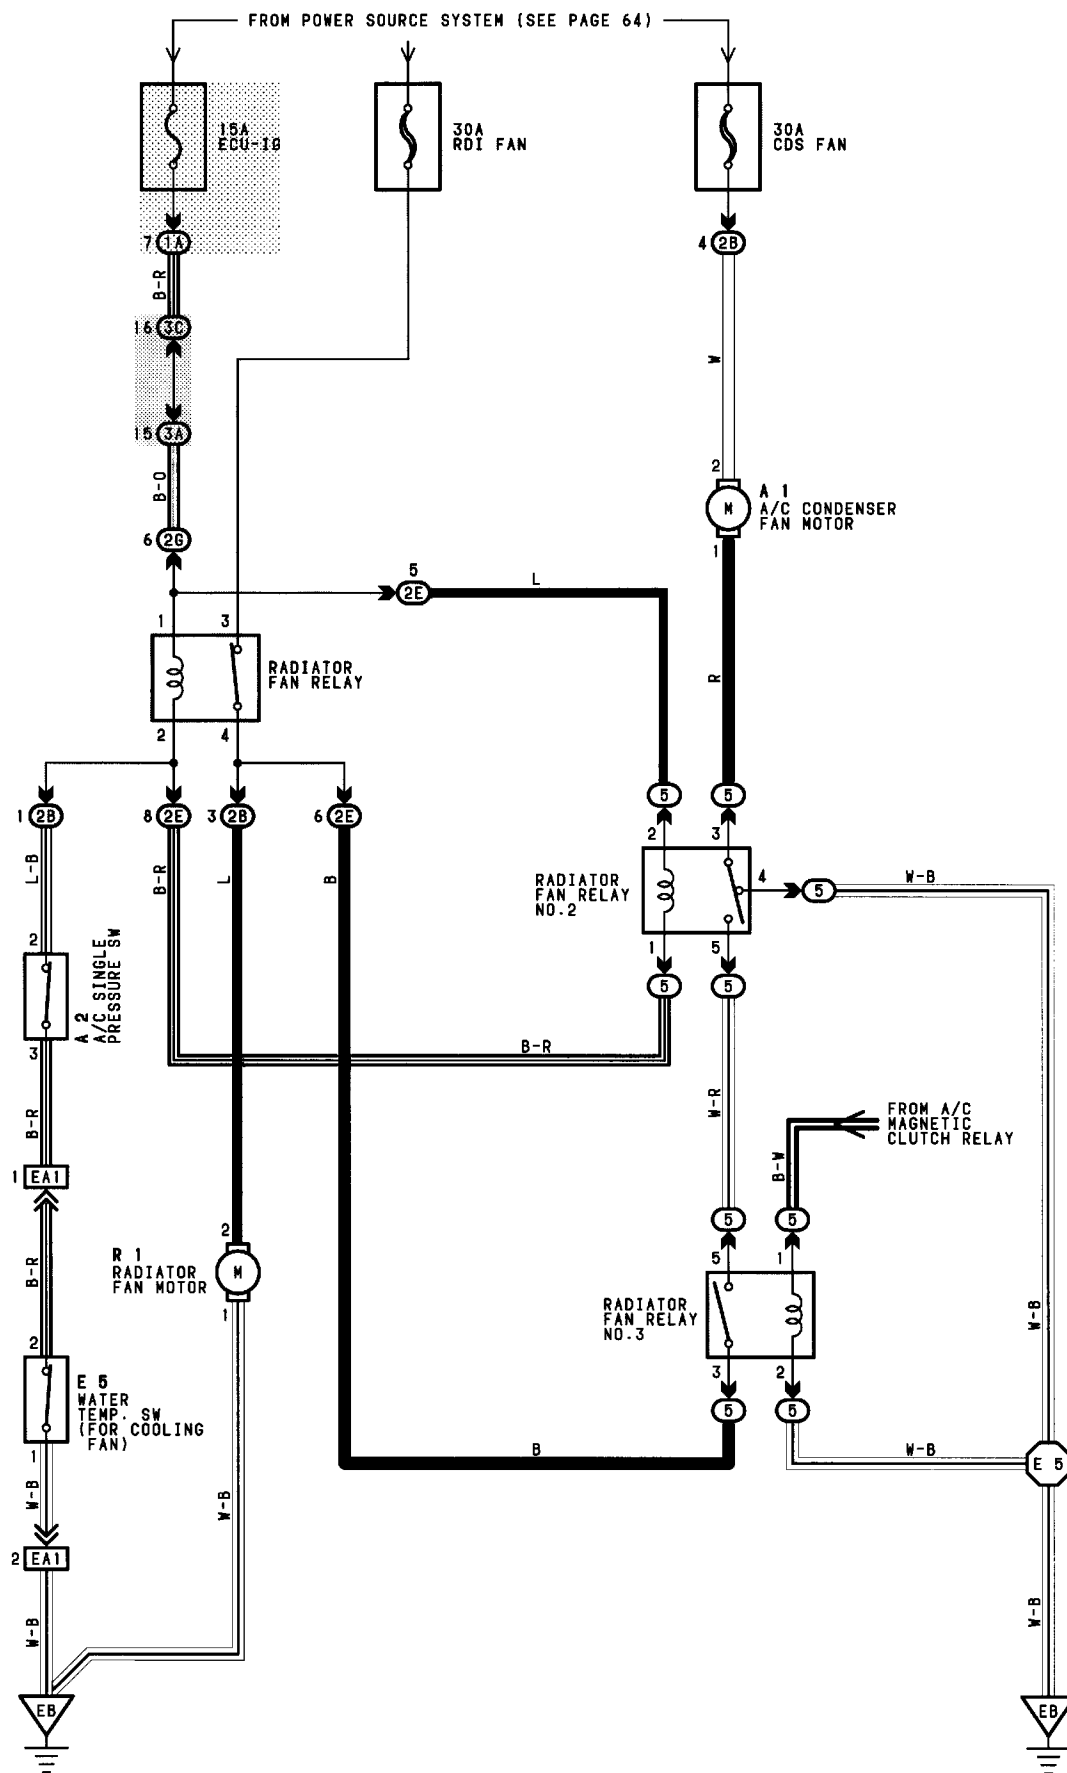 FROM POWER SOURCE SYSTEM (SEE PAGE 64)
15A
ECU-IG
30A
RDI FAN
30A
CDS FAN
7 1A
4 2B
B-R
16 3C
W
15 3A
B-O
2
A 1
A/C CONDENSER
FAN MOTOR
M
1
6 2G
5
2E
L
1 3
RADIATOR
FAN RELAY
R
2 4
5 5
1 2B
8 2E
3 2B
6 2E
2 3
L-B
B-R
L
B
RADIATOR
FAN RELAY
NO.2
4
5
W-B
2
1 5
A 2
A/C SINGLE
PRESSURE SW
5 5
3
B-R
B-R
W-R
FROM A/C
MAGNETIC
CLUTCH RELAY
B-W
1 EA1
5 5
2
R 1
RADIATOR
FAN MOTOR
M
1
5 1
B-R
RADIATOR
FAN RELAY
NO.3
W-B
2
E 5
WATER
TEMP. SW
(FOR COOLING
FAN)
3 2
5 5
1
B
W-B
E 5
W-B
W-B
2 EA1
W-B
W-B
EB
EB